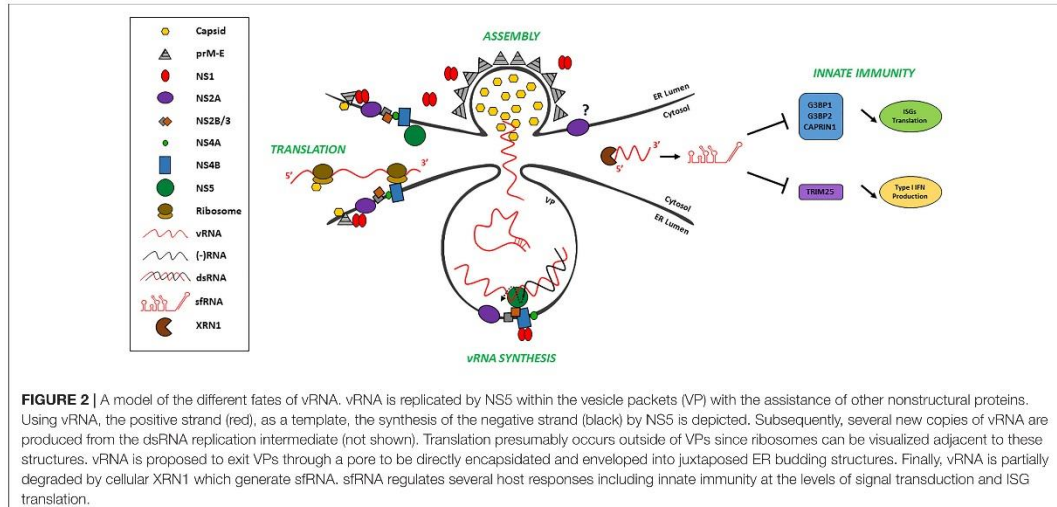 Capsid
prM-E
NS1
NS2A
NS2B/3
NS4A
NS4B
NS5
Ribosome
vRNA
(-)RNA
dsRNA
sfRNA
XRN1
ASSEMBLY
?
ER Lumen
Cytosol
TRANSLATION
5'
3'
VP
Cytosol
ER Lumen
vRNA SYNTHESIS
3'
5'
INNATE IMMUNITY
G3BP1
G3BP2
CAPRIN1
ISGs
Translation
TRIM25
Type I IFN
Production
FIGURE 2 | A model of the different fates of vRNA. vRNA is replicated by NS5 within the vesicle packets (VP) with the assistance of other nonstructural proteins.
Using vRNA, the positive strand (red), as a template, the synthesis of the negative strand (black) by NS5 is depicted. Subsequently, several new copies of vRNA are
produced from the dsRNA replication intermediate (not shown). Translation presumably occurs outside of VPs since ribosomes can be visualized adjacent to these
structures. vRNA is proposed to exit VPs through a pore to be directly encapsidated and enveloped into juxtaposed ER budding structures. Finally, vRNA is partially
degraded by cellular XRN1 which generate sfRNA. sfRNA regulates several host responses including innate immunity at the levels of signal transduction and ISG
translation.